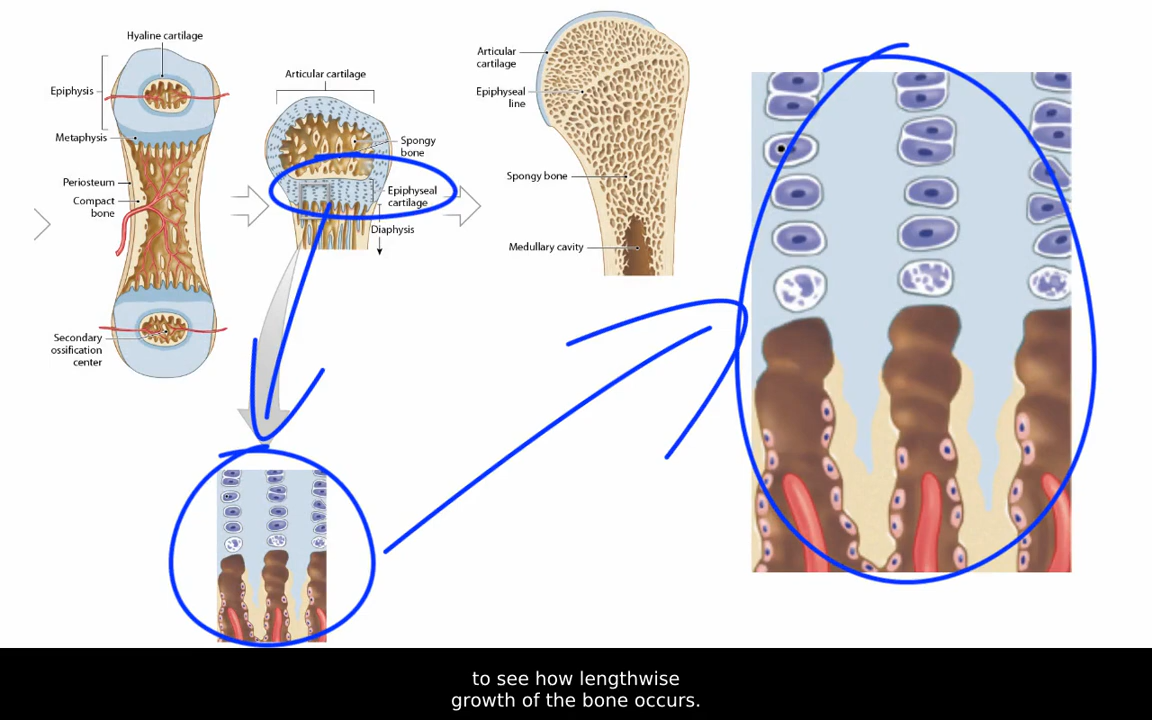 Hyaline cartilage
Epiphysis
Metaphysis
Periosteum
Compact
bone
Secondary
ossification
center
Articular cartilage
Spongy
bone
Epiphyseal
cartilage
Diaphysis
Articular
cartilage
Epiphyseal
line
Spongy bone
Medullary cavity
to see how lengthwise
growth of the bone occurs.